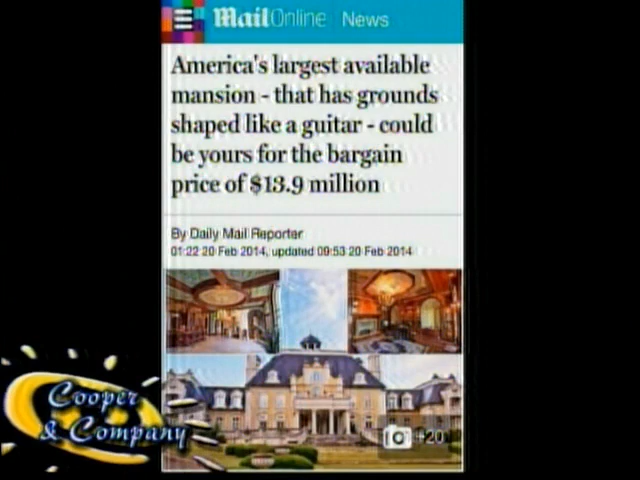 Mail Online News
America's largest available
mansion - that has grounds
shaped like a guitar - could
be yours for the bargain
price of $13.9 million
By Daily Mail Reporter
01:22 20 Feb 2014, updated 09:53 20 Feb 2014
+20
Cooper
& Company